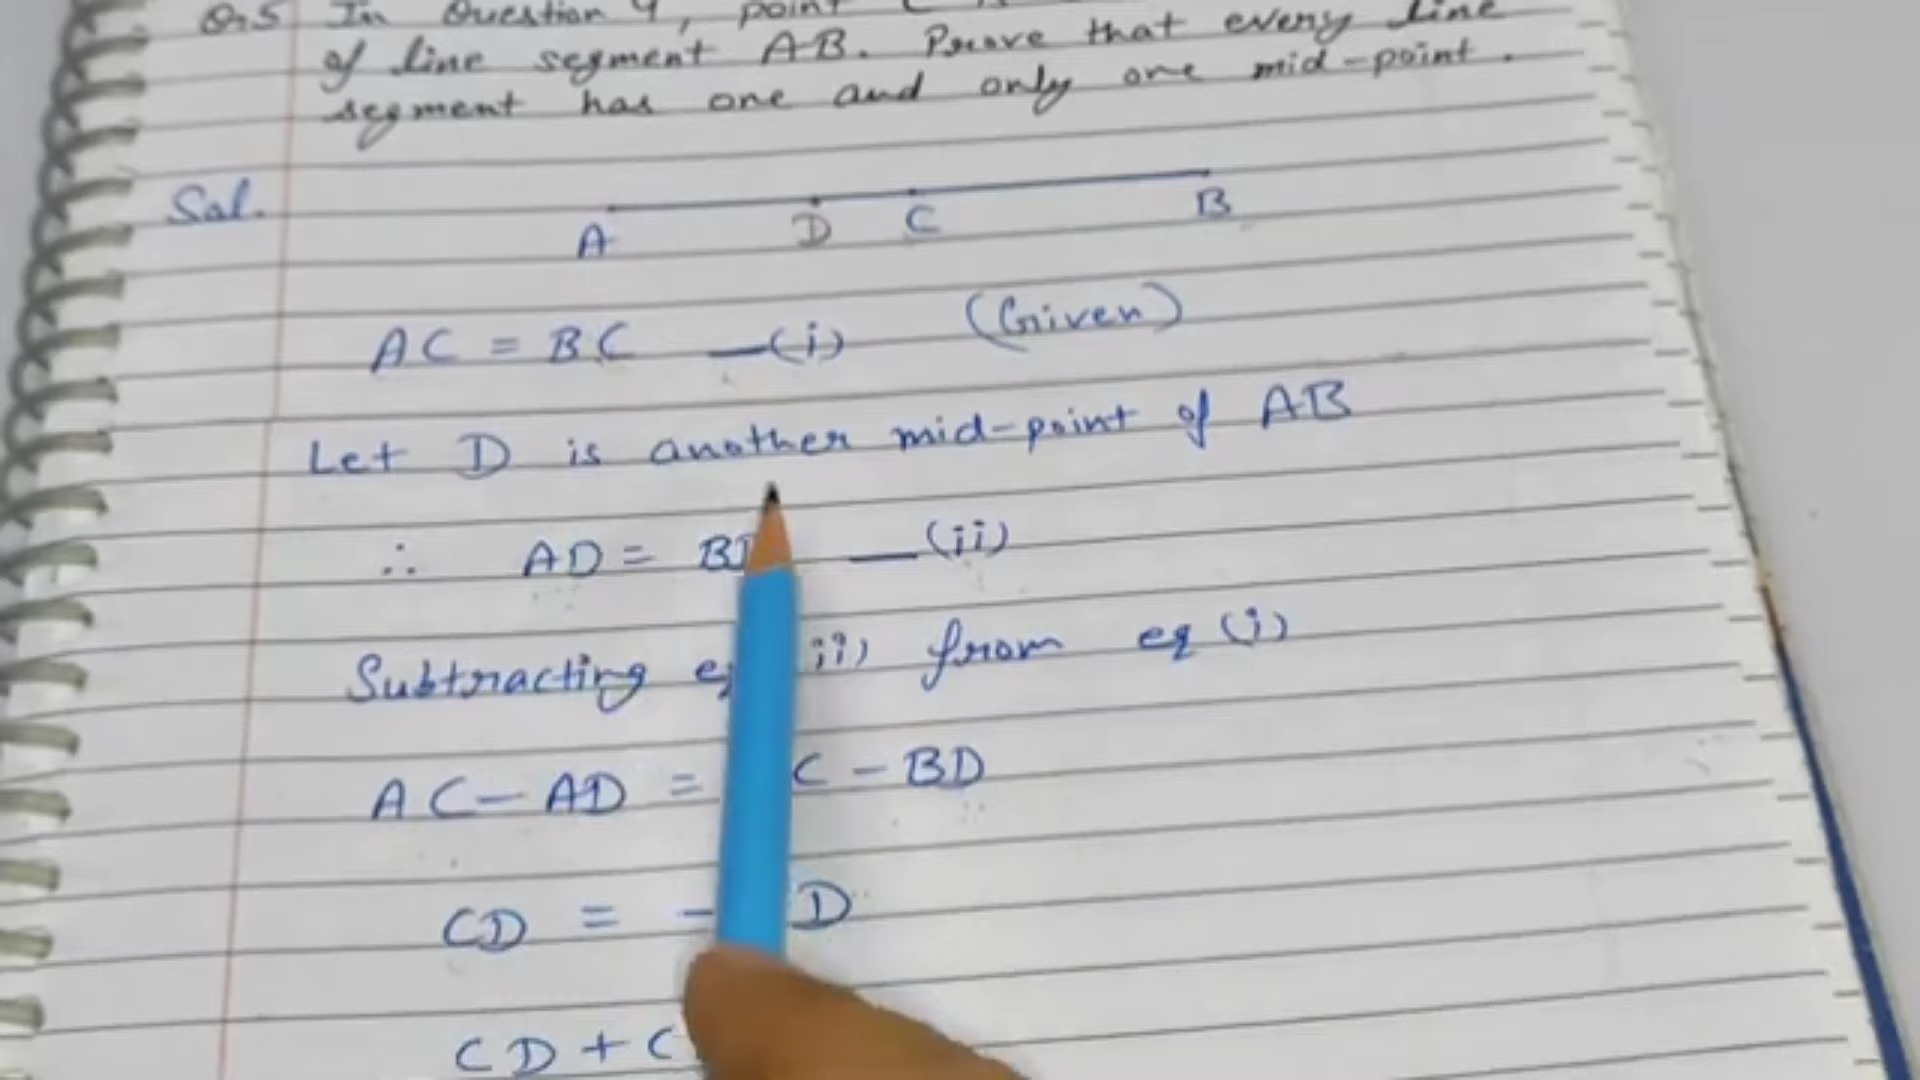 Q.5 In Question 4, point C
of line segment AB. Prove that every line
segment has one and only one mid-point.
Sol.
A D C B
AC = BC —(i) (Given)
Let D is another mid-point of AB
∴ AD = —(ii)
Subtracting ii) from eq (i)
AC - AD = C - BD
CD = - D
CD + C